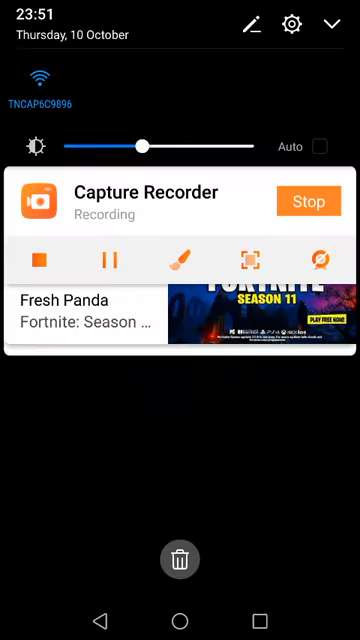 23:51
Thursday, 10 October
TNCAP6C9896
Auto
Capture Recorder
Recording
Stop
Fresh Panda
Fortnite: Season ...
FORTNITE
SEASON 11
PLAY FREE NOW!